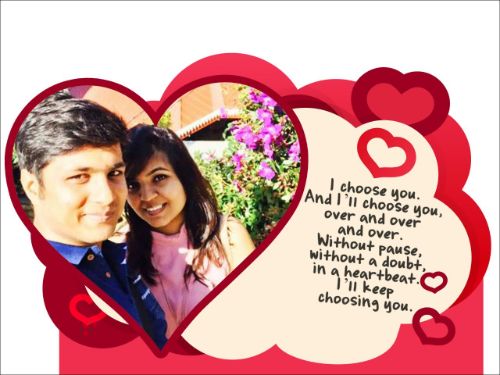 I choose you.
And I'll choose you,
over and over
and over.
Without pause,
without a doubt,
in a heartbeat.
I'll keep
choosing you.